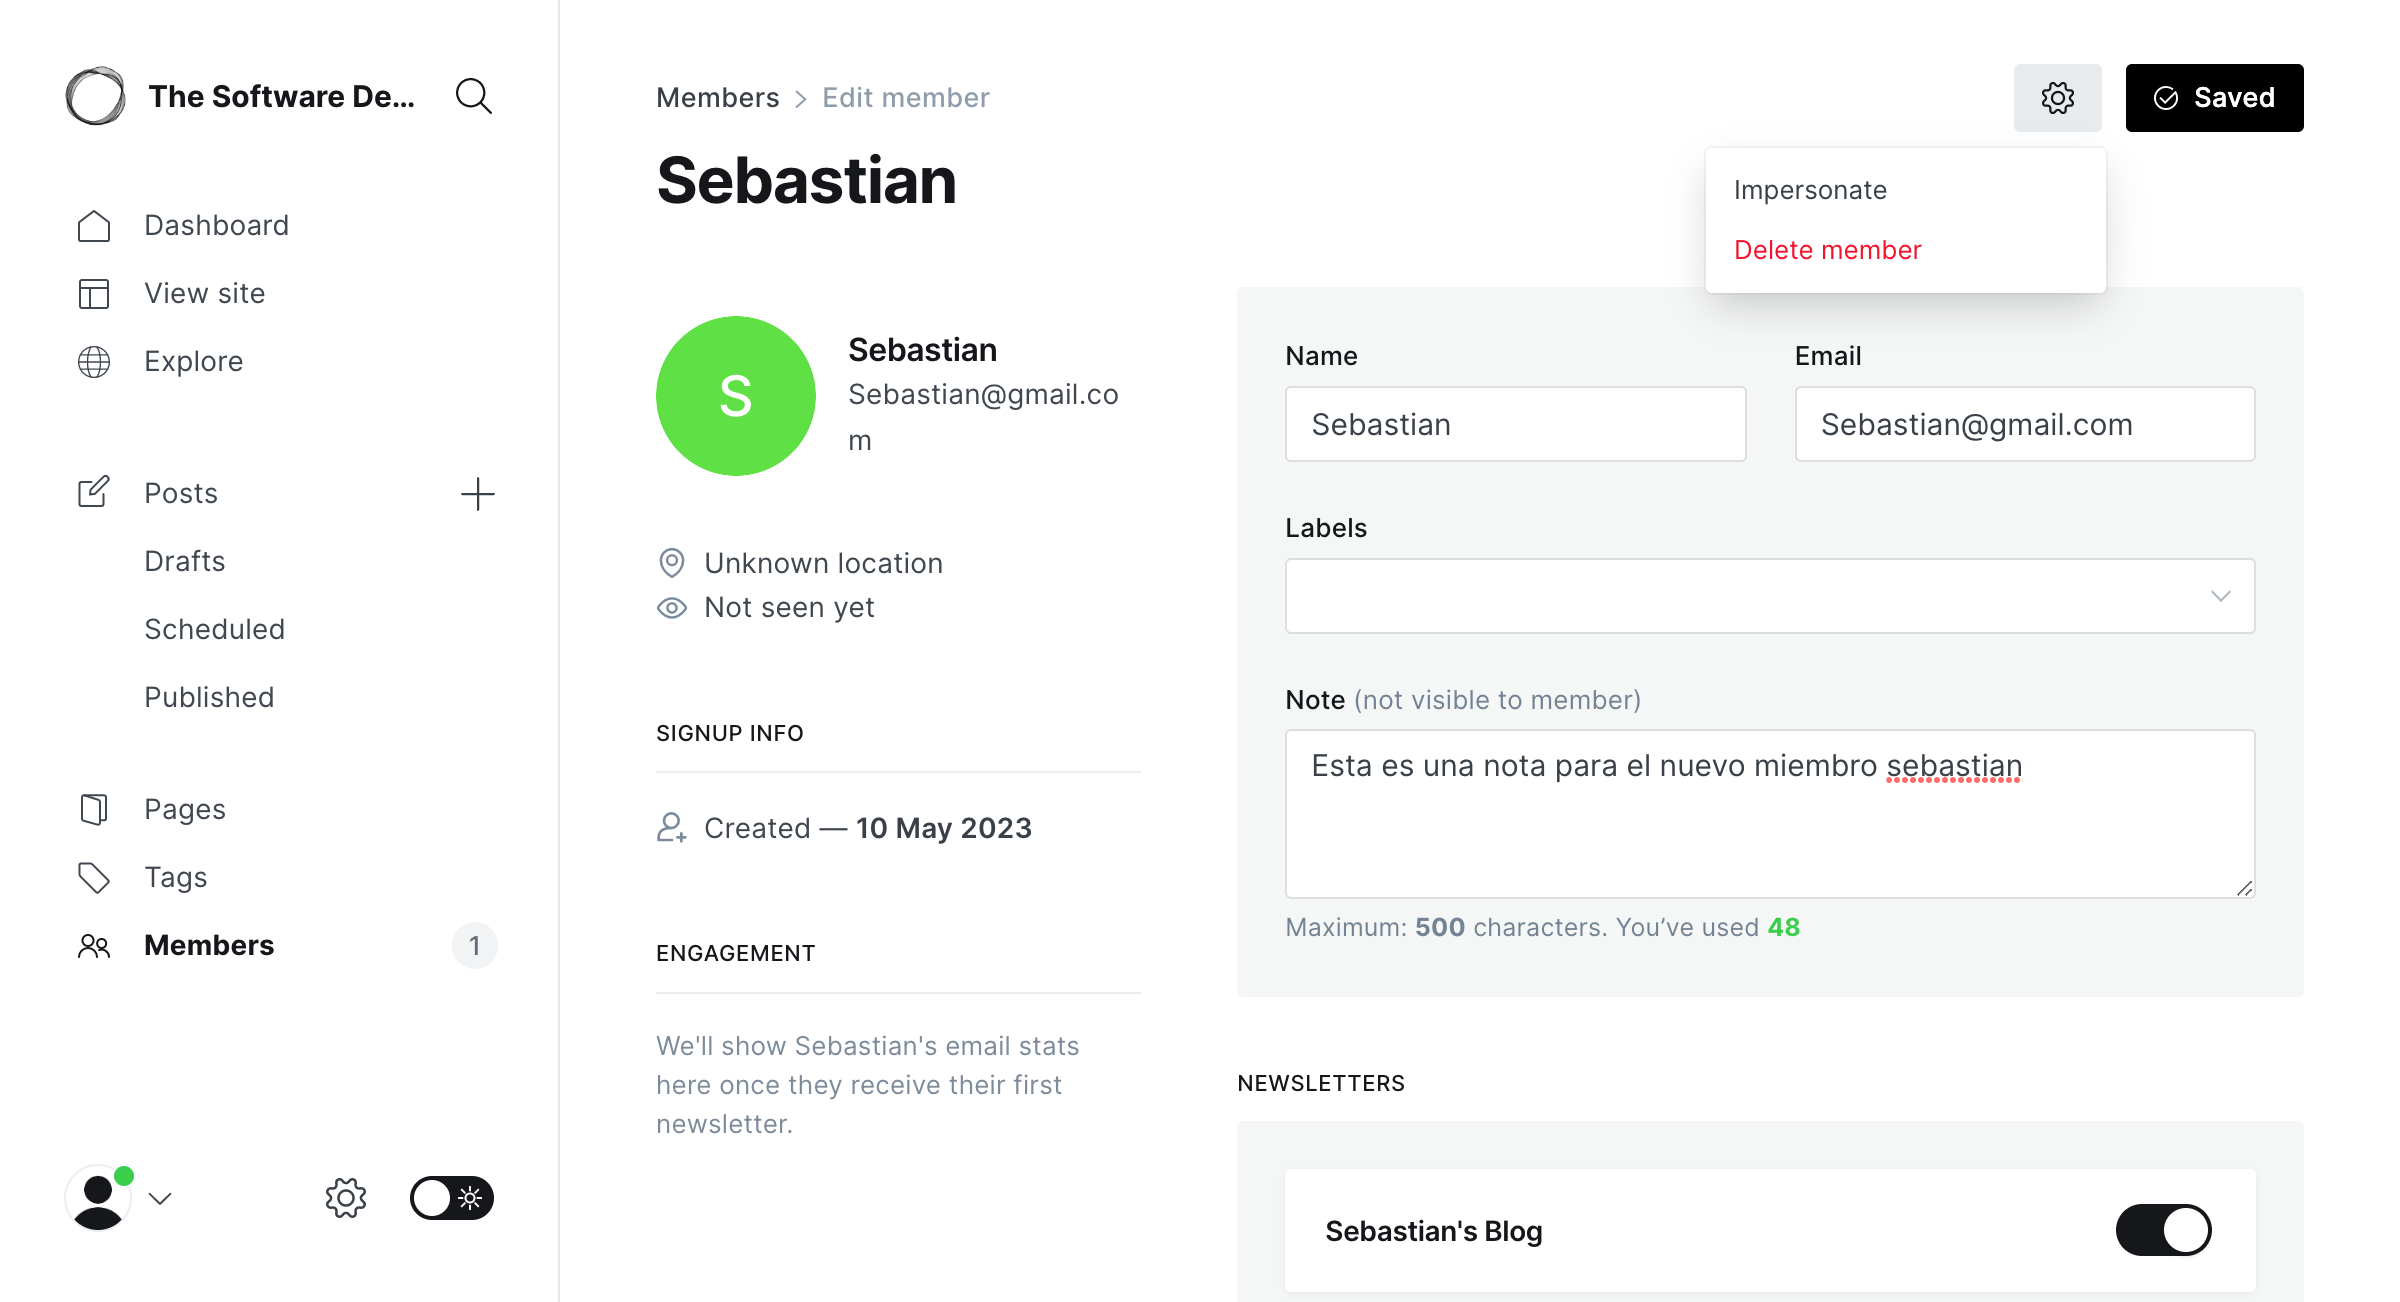 The Software De...
Dashboard
View site
Explore
Posts
Drafts
Scheduled
Published
Pages
Tags
Members
1
Members > Edit member
Saved
Sebastian
Impersonate
Delete member
S
Sebastian
Sebastian@gmail.co
m
Unknown location
Not seen yet
SIGNUP INFO
Created — 10 May 2023
ENGAGEMENT
We'll show Sebastian's email stats
here once they receive their first
newsletter.
Name
Email
Sebastian
Sebastian@gmail.com
Labels
Note (not visible to member)
Esta es una nota para el nuevo miembro sebastian
Maximum: 500 characters. You’ve used 48
NEWSLETTERS
Sebastian's Blog